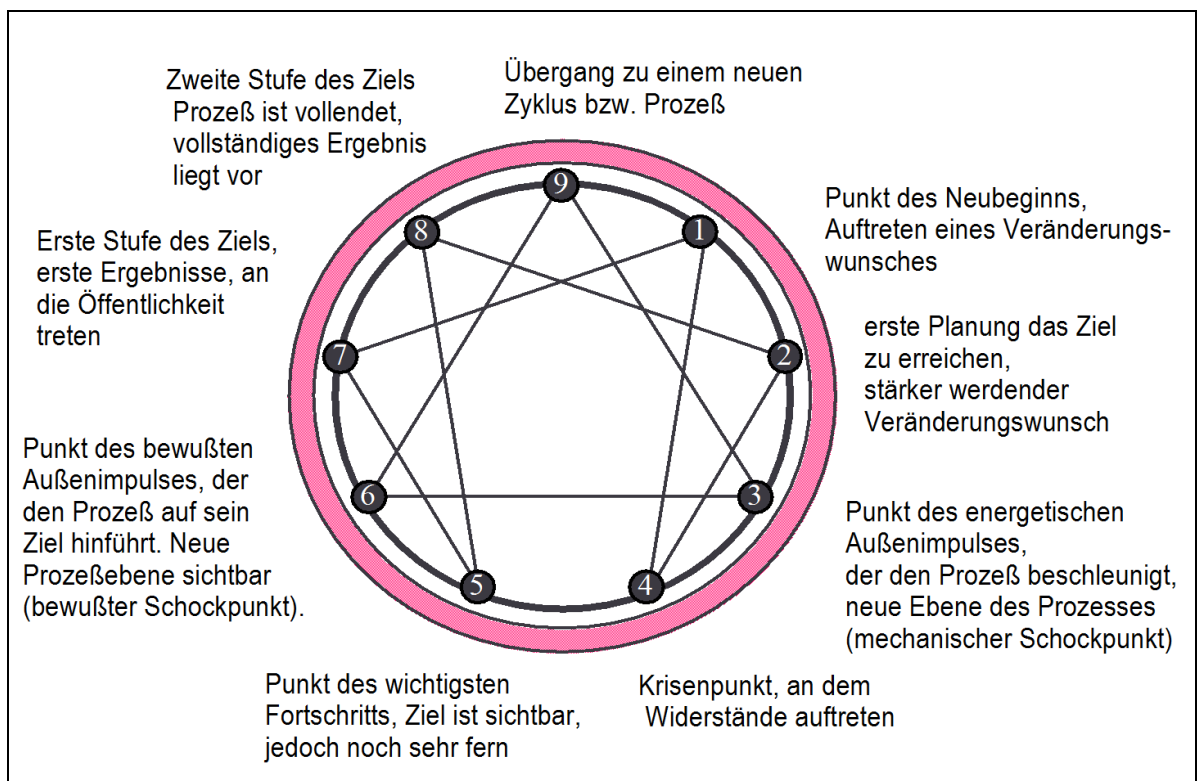 Übergang zu einem neuen
Zyklus bzw. Prozeß
Zweite Stufe des Ziels
Prozeß ist vollendet,
vollständiges Ergebnis
liegt vor
Punkt des Neubeginns,
Auftreten eines Veränderungs-
wunsches
Erste Stufe des Ziels,
erste Ergebnisse, an
die Öffentlichkeit
treten
erste Planung das Ziel
zu erreichen,
stärker werdender
Veränderungswunsch
Punkt des bewußten
Außenimpulses, der
den Prozeß auf sein
Ziel hinführt. Neue
Prozeßebene sichtbar
(bewußter Schockpunkt).
Punkt des energetischen
Außenimpulses,
der den Prozeß beschleunigt,
neue Ebene des Prozesses
(mechanischer Schockpunkt)
Punkt des wichtigsten
Fortschritts, Ziel ist sichtbar,
jedoch noch sehr fern
Krisenpunkt, an dem
Widerstände auftreten
9
8
1
7
2
6
3
5
4